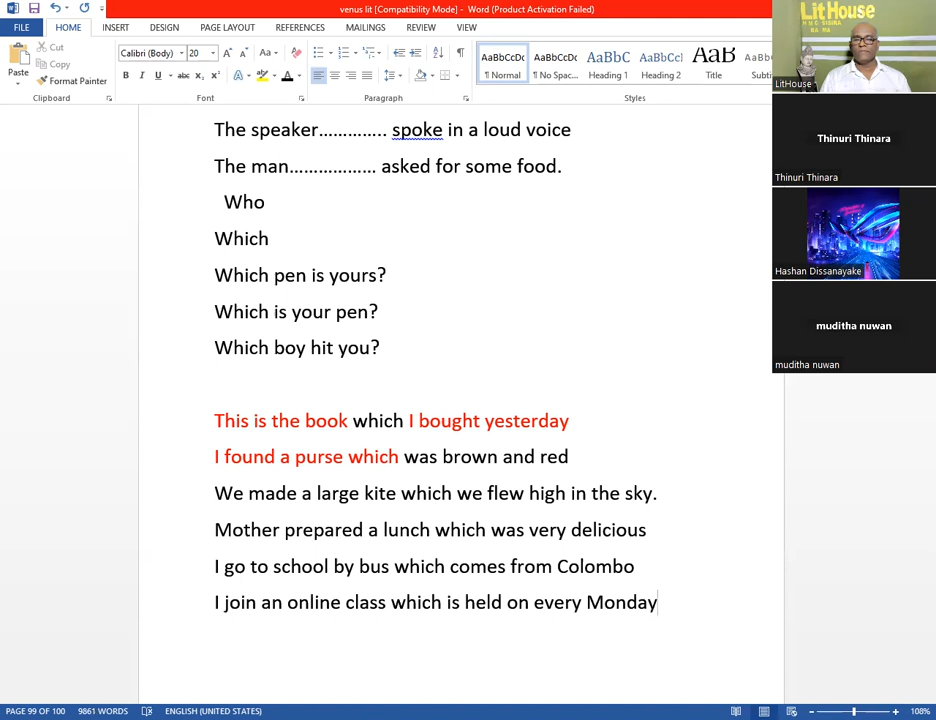 venus lit [Compatibility Mode] - Word (Product Activation Failed)
FILE HOME INSERT DESIGN PAGE LAYOUT REFERENCES MAILINGS REVIEW VIEW
Paste
Cut
Copy
Format Painter
Clipboard
Calibri (Body) 20
Font
Paragraph
AaBbCcDc AaBbCcDc AaBbC AaBbCc AaB AaBb
¶ Normal ¶ No Spac... Heading 1 Heading 2 Title Subti
Styles
LitHouse
LitHouse
Thinuri Thinara
Thinuri Thinara
Hashan Dissanayake
muditha nuwan
muditha nuwan
The speaker………….. spoke in a loud voice
The man……………… asked for some food.
Who
Which
Which pen is yours?
Which is your pen?
Which boy hit you?
This is the book which I bought yesterday
I found a purse which was brown and red
We made a large kite which we flew high in the sky.
Mother prepared a lunch which was very delicious
I go to school by bus which comes from Colombo
I join an online class which is held on every Monday
PAGE 99 OF 100 9861 WORDS ENGLISH (UNITED STATES) 108%